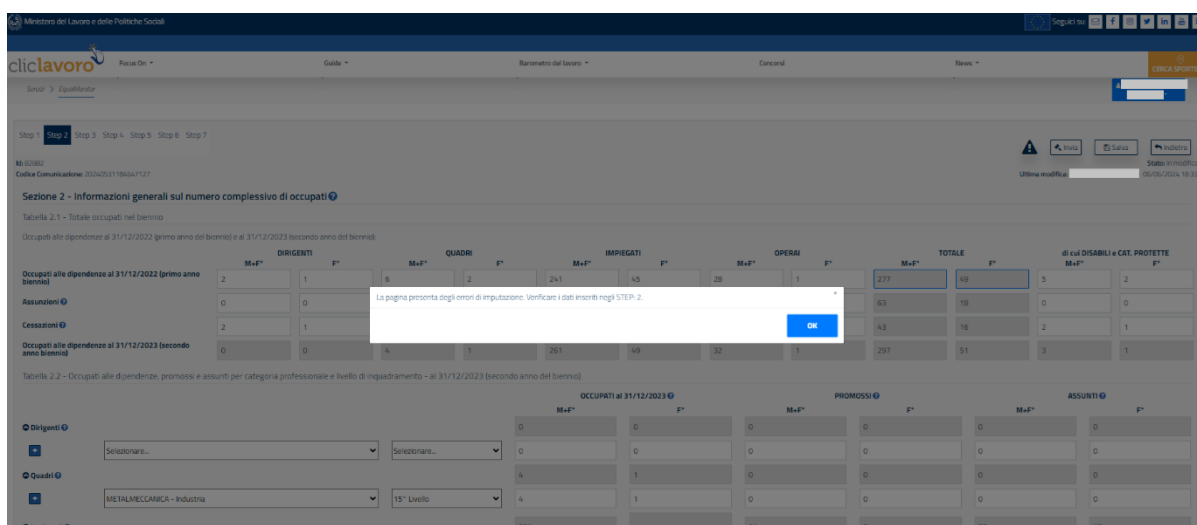 Ministero del Lavoro e delle Politiche Sociali
Seguici su
cliclavoro
Focus On
Guide
Barometro del lavoro
Concorsi
News
CERCA SPORTE
Servizi > EqualMonitor
Step 1 Step 2 Step 3 Step 4 Step 5 Step 6 Step 7
Invia Salva Indietro
Id: 82882
Stato: In modifica
Codice Comunicazione:
Ultima modifica:
Sezione 2 - Informazioni generali sul numero complessivo di occupati
Tabella 2.1 - Totale occupati nel biennio
Occupati alle dipendenze al 31/12/2022 (primo anno del biennio) e al 31/12/2023 (secondo anno del biennio):
DIRIGENTI QUADRI IMPIEGATI OPERAI TOTALE di cui DISABILI e CAT. PROTETTE
M+F* F* M+F* F* M+F* F* M+F* F* M+F* F* M+F* F*
Occupati alle dipendenze al 31/12/2022 (primo anno
biennio)
2 1 6 2 241 45 28 1 277 49 5 2
Assunzioni 0 0 63 18 0 0
La pagina presenta degli errori di imputazione. Verificare i dati inseriti negli STEP: 2.
OK
Cessazioni 2 1 43 16 2 1
Occupati alle dipendenze al 31/12/2023 (secondo
anno biennio)
0 0 4 1 261 49 32 1 297 51 3 1
Tabella 2.2 - Occupati alle dipendenze, promossi e assunti per categoria professionale e livello di inquadramento - al 31/12/2023 (secondo anno del biennio)
OCCUPATI al 31/12/2023 PROMOSSI ASSUNTI
M+F* F* M+F* F* M+F* F*
Dirigenti 0 0 0 0 0 0
+ Selezionare... Selezionare... 0 0 0 0 0 0
Quadri 4 1 0 0 0 0
+ METALMECCANICA - Industria 15° Livello 4 1 0 0 0 0